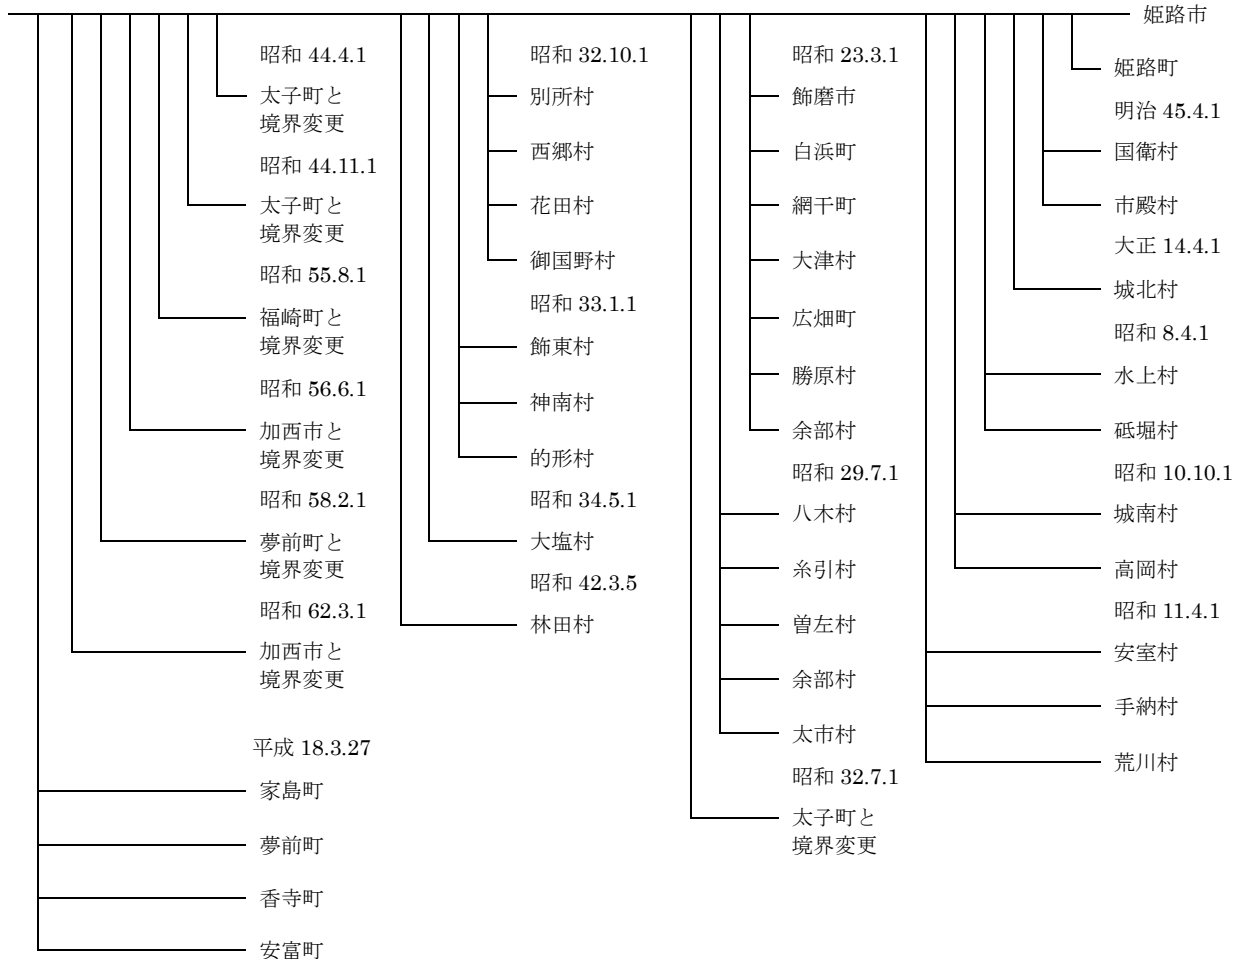 姫路市
姫路町
明治 45.4.1
国衛村
市殿村
大正 14.4.1
城北村
昭和 8.4.1
水上村
砥堀村
昭和 10.10.1
城南村
高岡村
昭和 11.4.1
安室村
手納村
荒川村
昭和 23.3.1
飾磨市
白浜町
網干町
大津村
広畑町
勝原村
余部村
昭和 29.7.1
八木村
糸引村
曽左村
余部村
太市村
昭和 32.7.1
太子町と
境界変更
昭和 32.10.1
別所村
西郷村
花田村
御国野村
昭和 33.1.1
飾東村
神南村
的形村
昭和 34.5.1
大塩村
昭和 42.3.5
林田村
昭和 44.4.1
太子町と
境界変更
昭和 44.11.1
太子町と
境界変更
昭和 55.8.1
福崎町と
境界変更
昭和 56.6.1
加西市と
境界変更
昭和 58.2.1
夢前町と
境界変更
昭和 62.3.1
加西市と
境界変更
平成 18.3.27
家島町
夢前町
香寺町
安富町